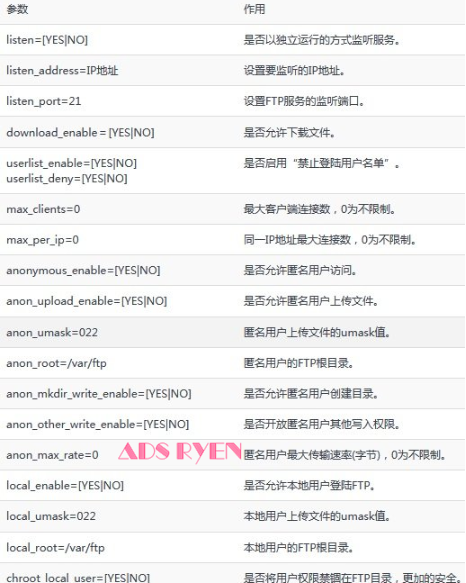 参数 作用
listen=[YES|NO] 是否以独立运行的方式监听服务。
listen_address=IP地址 设置要监听的IP地址。
listen_port=21 设置FTP服务的监听端口。
download_enable=[YES|NO] 是否允许下载文件。
userlist_enable=[YES|NO] 是否启用“禁止登陆用户名单”。
userlist_deny=[YES|NO]
max_clients=0 最大客户端连接数，0为不限制。
max_per_ip=0 同一IP地址最大连接数，0为不限制。
anonymous_enable=[YES|NO] 是否允许匿名用户访问。
anon_upload_enable=[YES|NO] 是否允许匿名用户上传文件。
anon_umask=022 匿名用户上传文件的umask值。
anon_root=/var/ftp 匿名用户的FTP根目录。
anon_mkdir_write_enable=[YES|NO] 是否允许匿名用户创建目录。
anon_other_write_enable=[YES|NO] 是否开放匿名用户其他写入权限。
anon_max_rate=0 ADS RYEN 匿名用户最大传输速率(字节)，0为不限制。
local_enable=[YES|NO] 是否允许本地用户登陆FTP。
local_umask=022 本地用户上传文件的umask值。
local_root=/var/ftp 本地用户的FTP根目录。
chroot_local_user=[YES|NO] 是否将用户权限禁锢在FTP目录，更加的安全。